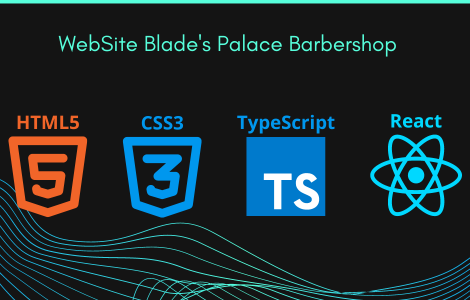 WebSite Blade's Palace Barbershop
HTML5 CSS3 TypeScript React
5 3 TS